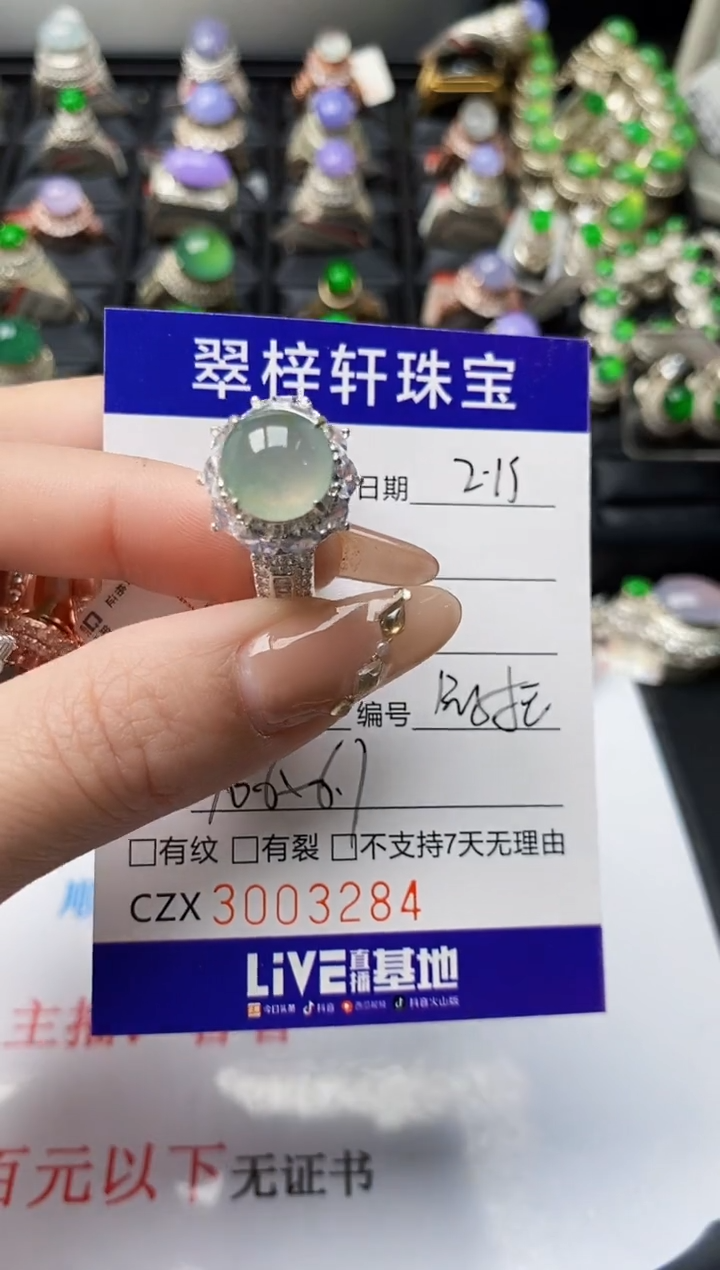 翠梓轩珠宝
日期 2.15
编号
□有纹 □有裂 □不支持7天无理由
CZX 3003284
LiVE直播基地
今日头条 抖音 西瓜视频 抖音火山版
主播
百元以下无证书